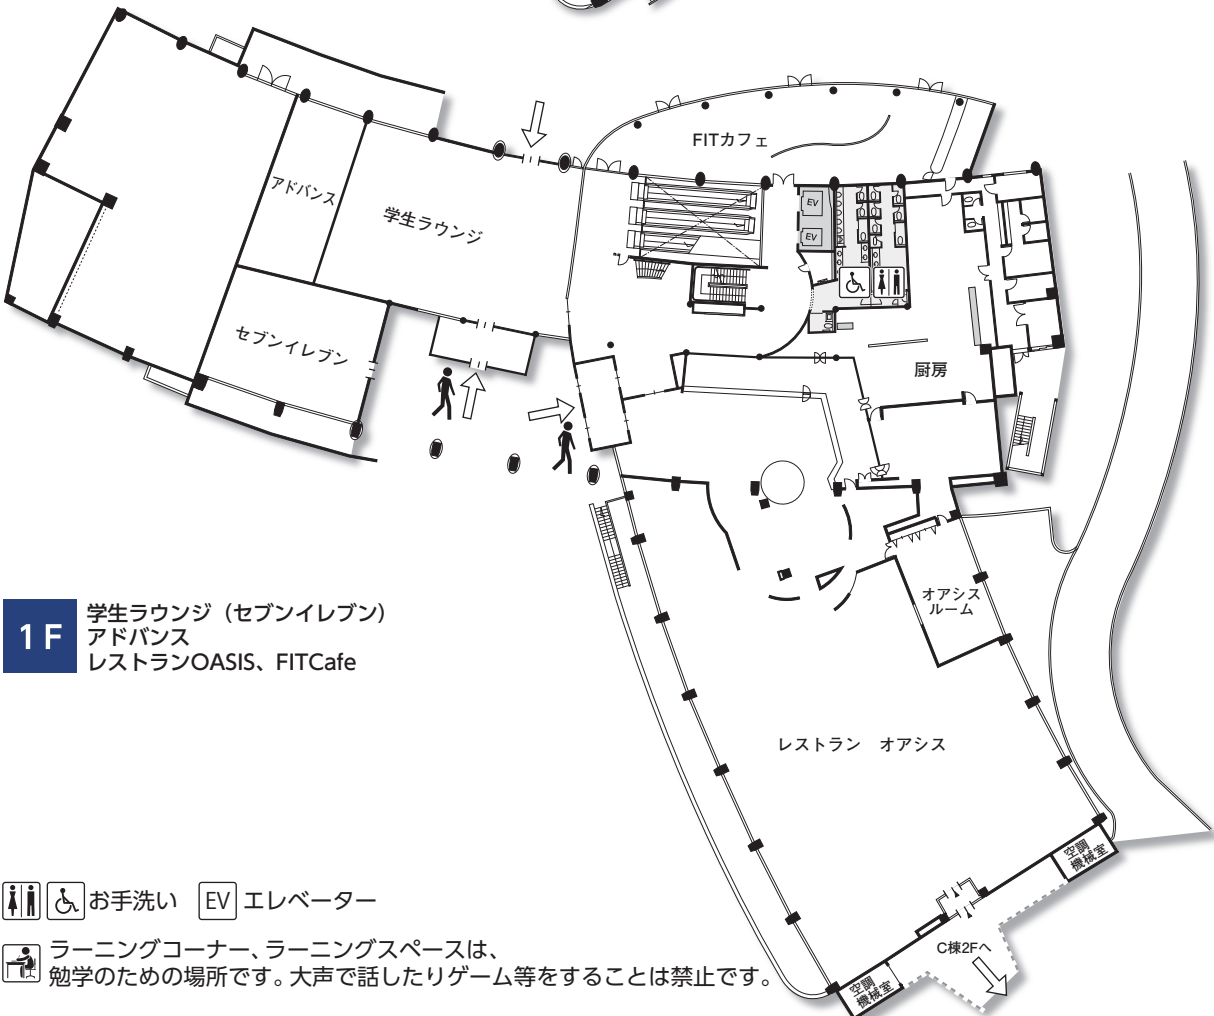 FITカフェ
アドバンス
学生ラウンジ
EV
EV
セブンイレブン
厨房
1F
学生ラウンジ（セブンイレブン）
アドバンス
レストランOASIS、FITCafe
オアシス
ルーム
レストラン　オアシス
空調
機械室
C棟2Fへ
空調
機械室
お手洗い EV エレベーター
ラーニングコーナー、ラーニングスペースは、
勉学のための場所です。大声で話したりゲーム等をすることは禁止です。